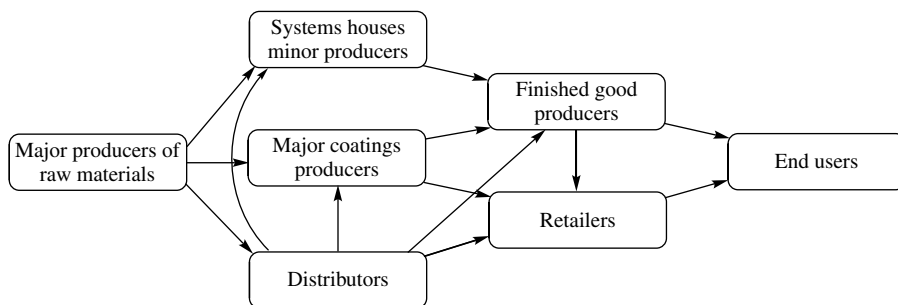 Systems houses
minor producers
Finished good
producers
Major producers of
raw materials
Major coatings
producers
End users
Retailers
Distributors